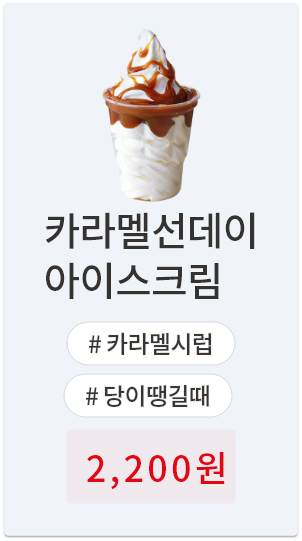 카라멜선데이
아이스크림
# 카라멜시럽
# 당이땡길때
2,200원